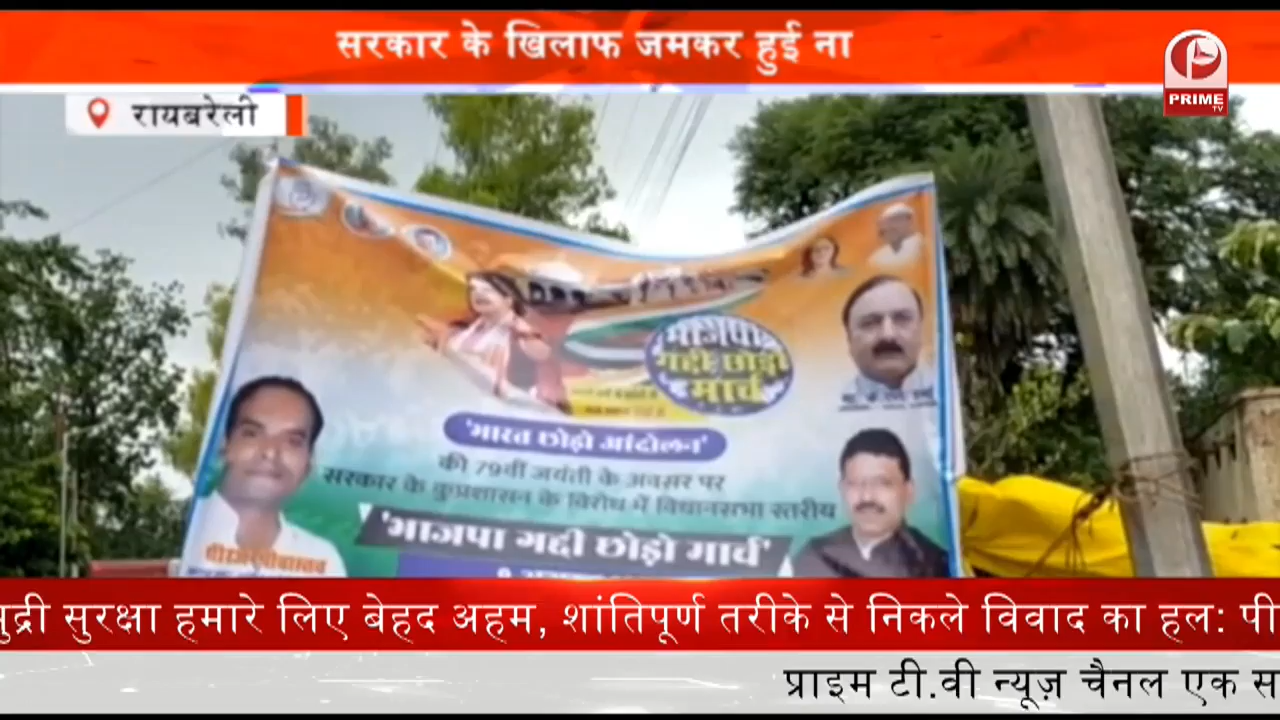 सरकार के खिलाफ जमकर हुई ना
PRIME
TV
रायबरेली
भाजपा
गद्दी छोड़ो
मार्च
'भारत छोड़ो आंदोलन'
की 79वीं जयंती के अवसर पर
सरकार के कुप्रशासन के विरोध में विधानसभा स्तरीय
'भाजपा गद्दी छोड़ो मार्च'
मुद्री सुरक्षा हमारे लिए बेहद अहम, शांतिपूर्ण तरीके से निकले विवाद का हल: पी
प्राइम टी.वी न्यूज़ चैनल एक स